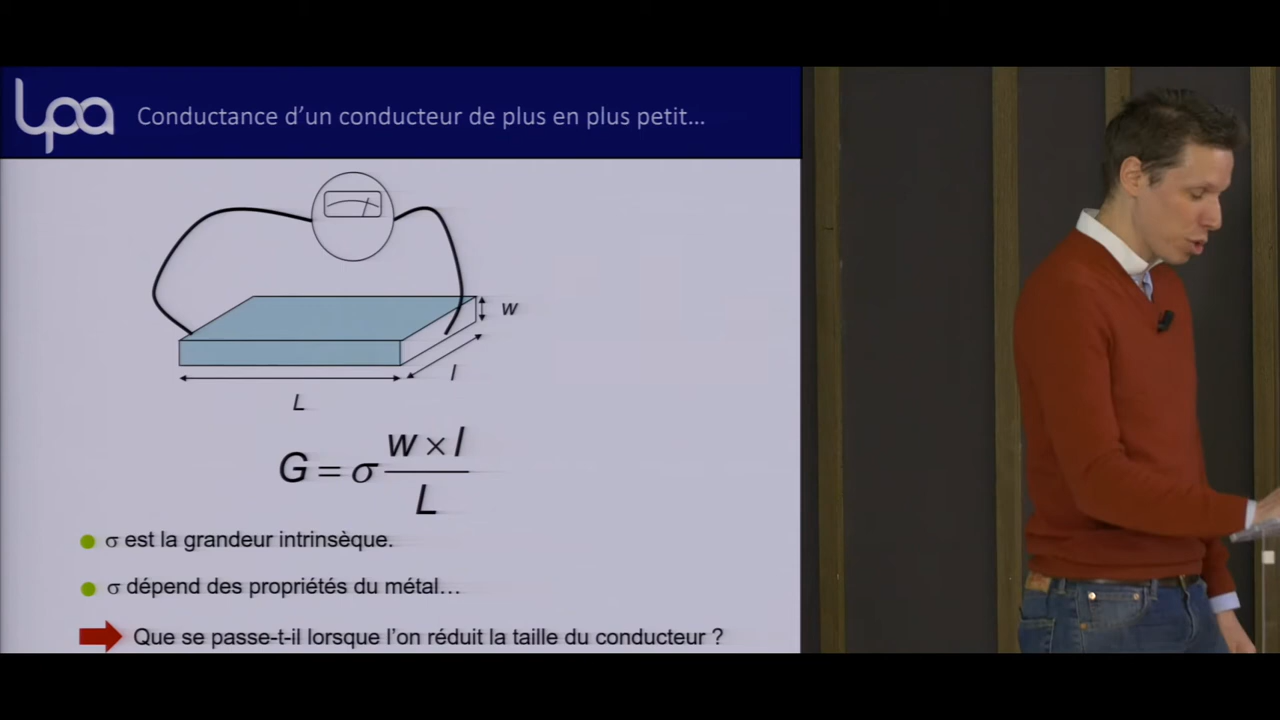 lpa
Conductance d’un conducteur de plus en plus petit…
w
l
L
G = σ w × l / L
σ est la grandeur intrinsèque.
σ dépend des propriétés du métal…
Que se passe-t-il lorsque l’on réduit la taille du conducteur ?